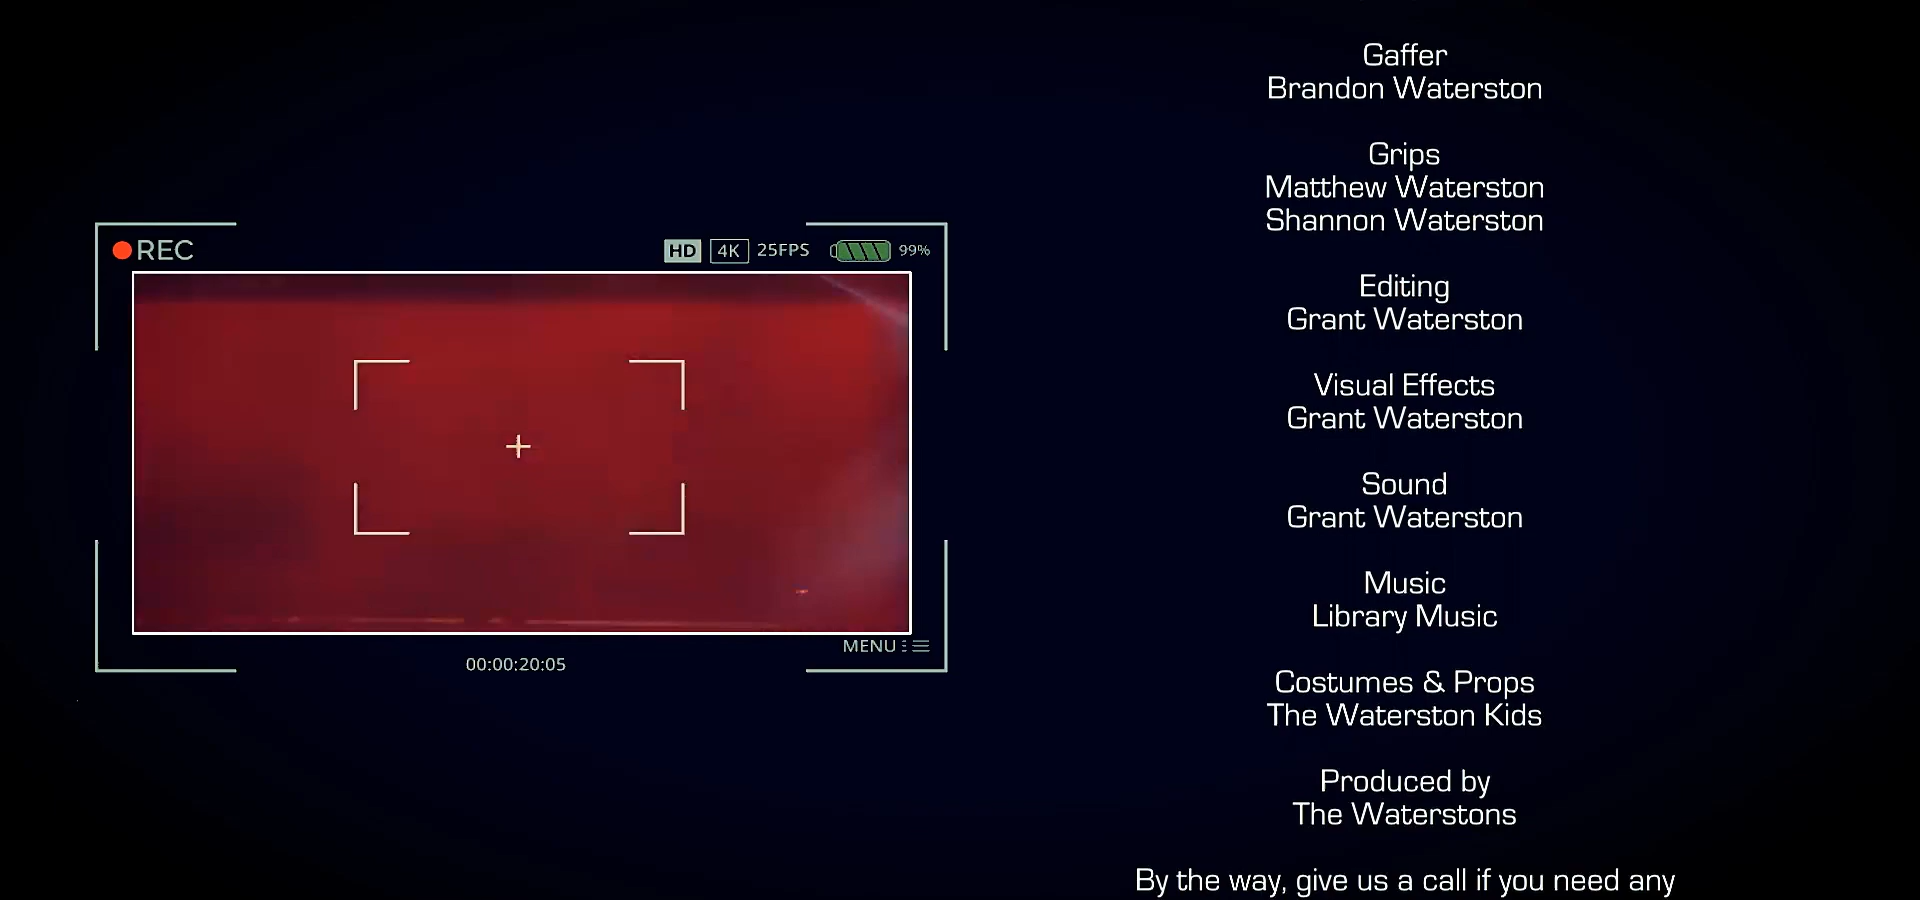 REC
HD 4K 25FPS 99%
MENU
00:00:20:05
Gaffer
Brandon Waterston
Grips
Matthew Waterston
Shannon Waterston
Editing
Grant Waterston
Visual Effects
Grant Waterston
Sound
Grant Waterston
Music
Library Music
Costumes & Props
The Waterston Kids
Produced by
The Waterstons
By the way, give us a call if you need any